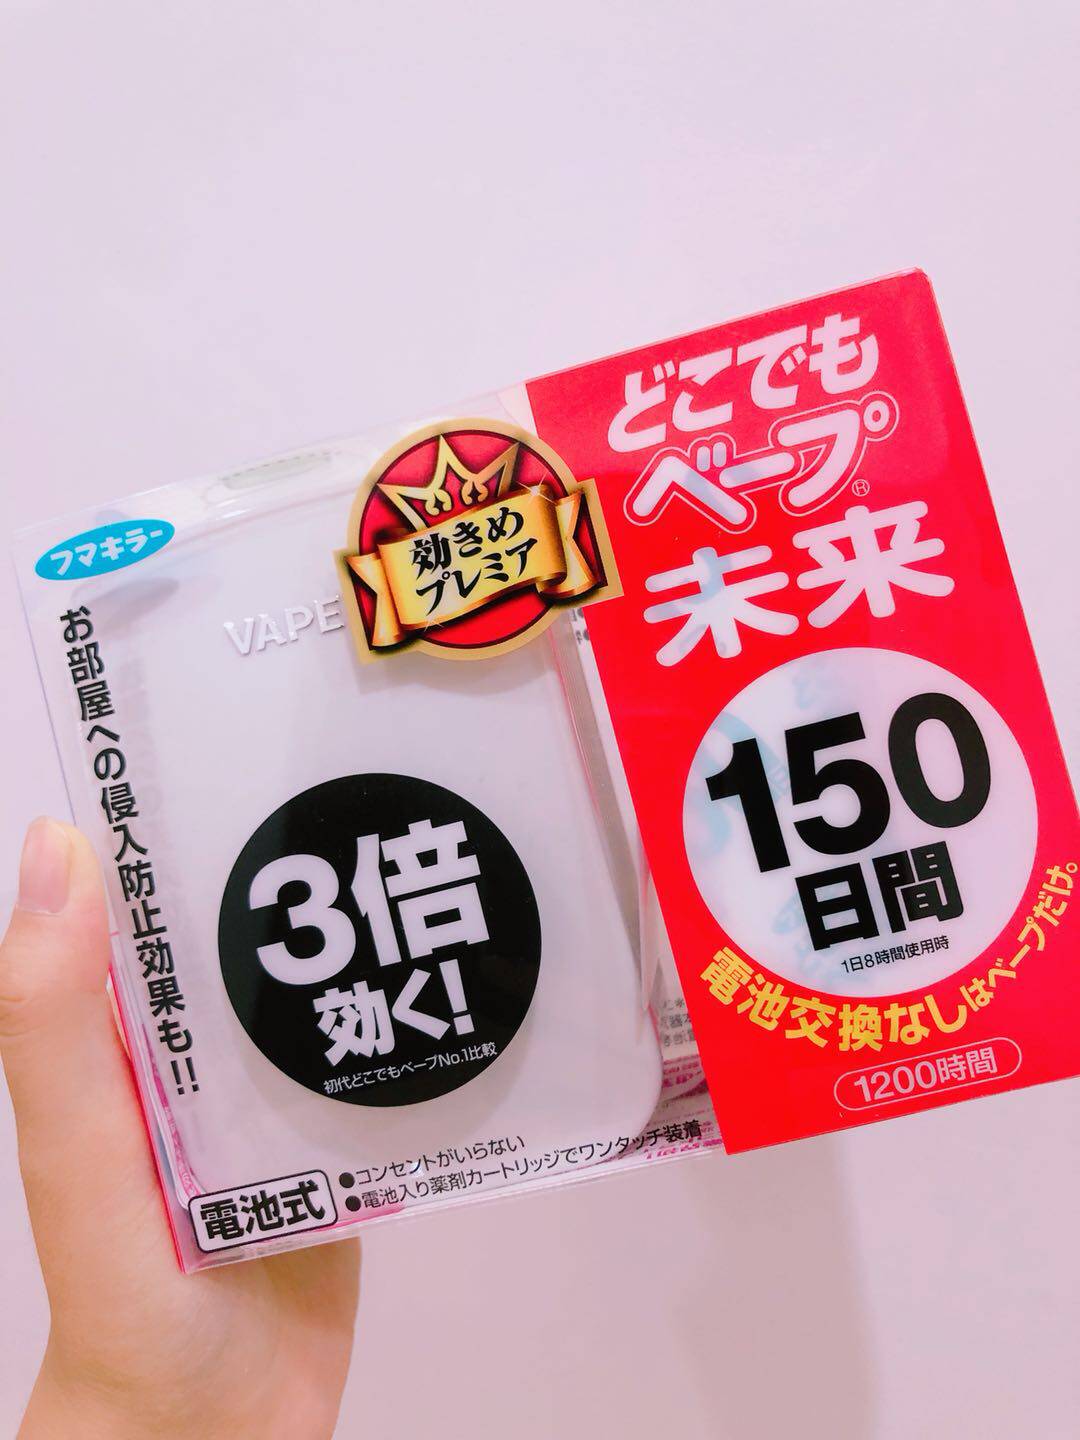 どこでも
ベープ®
未来
150
日間
1日8時間使用時
電池交換なしはベープだけ。
1200時間
フマキラー
効きめ
プレミア
VAPE
お部屋への侵入防止効果も!!
3倍
効く!
初代どこでもベープNo.1比較
電池式
●コンセントがいらない
●電池入り薬剤カートリッジでワンタッチ装着